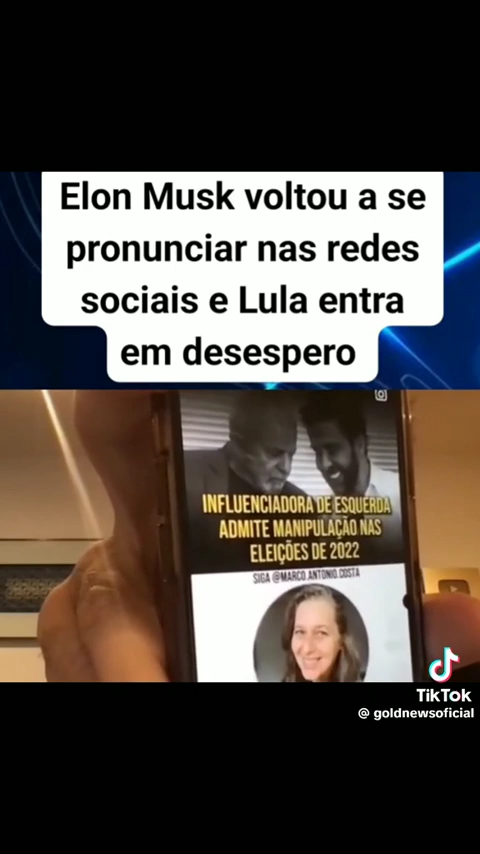 Elon Musk voltou a se
pronunciar nas redes
sociais e Lula entra
em desespero
INFLUENCIADORA DE ESQUERDA
ADMITE MANIPULAÇÃO NAS
ELEIÇÕES DE 2022
SIGA @MARCO.ANTONIO.COSTA
TikTok
@ goldnewsoficial